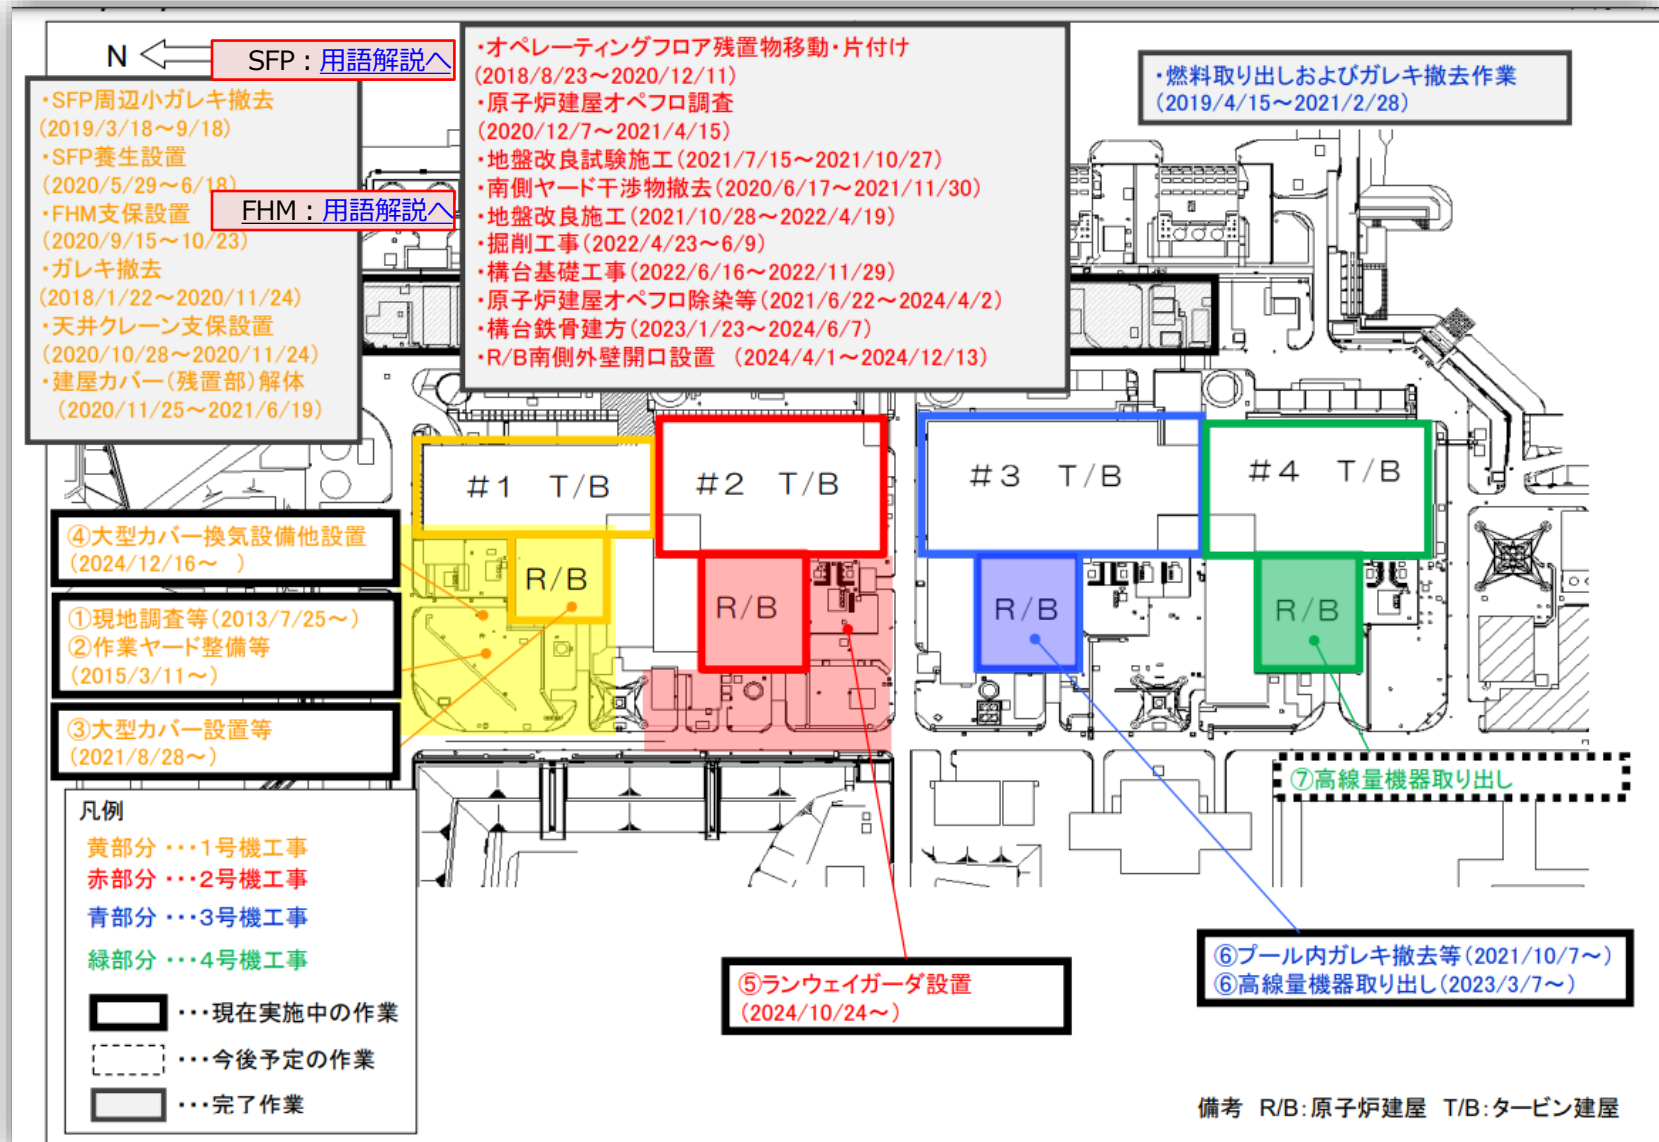 N
SFP：用語解説へ
・SFP周辺小ガレキ撤去
(2019/3/18～9/18)
・SFP養生設置
(2020/5/29～6/18)
・FHM支保設置
FHM：用語解説へ
(2020/9/15～10/23)
・ガレキ撤去
(2018/1/22～2020/11/24)
・天井クレーン支保設置
(2020/10/28～2020/11/24)
・建屋カバー(残置部)解体
(2020/11/25～2021/6/19)
・オペレーティングフロア残置物移動・片付け
(2018/8/23～2020/12/11)
・原子炉建屋オペフロ調査
(2020/12/7～2021/4/15)
・地盤改良試験施工(2021/7/15～2021/10/27)
・南側ヤード干渉物撤去(2020/6/17～2021/11/30)
・地盤改良施工(2021/10/28～2022/4/19)
・掘削工事(2022/4/23～6/9)
・構台基礎工事(2022/6/16～2022/11/29)
・原子炉建屋オペフロ除染等(2021/6/22～2024/4/2)
・構台鉄骨建方(2023/1/23～2024/6/7)
・R/B南側外壁開口設置 (2024/4/1～2024/12/13)
・燃料取り出しおよびガレキ撤去作業
(2019/4/15～2021/2/28)
#1 T/B
#2 T/B
#3 T/B
#4 T/B
R/B
R/B
R/B
R/B
④大型カバー換気設備他設置
(2024/12/16～ )
①現地調査等(2013/7/25～)
②作業ヤード整備等
(2015/3/11～)
③大型カバー設置等
(2021/8/28～)
⑦高線量機器取り出し
凡例
黄部分 ・・・1号機工事
赤部分 ・・・2号機工事
青部分 ・・・3号機工事
緑部分 ・・・4号機工事
・・・現在実施中の作業
・・・今後予定の作業
・・・完了作業
⑤ランウェイガーダ設置
(2024/10/24～)
⑥プール内ガレキ撤去等(2021/10/7～)
⑥高線量機器取り出し(2023/3/7～)
備考 R/B:原子炉建屋 T/B:タービン建屋